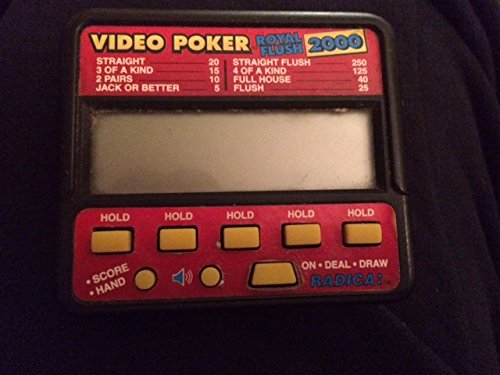 VIDEO POKER ROYAL FLUSH 2000
STRAIGHT 20 STRAIGHT FLUSH 250
3 OF A KIND 15 4 OF A KIND 125
2 PAIRS 10 FULL HOUSE 40
JACK OR BETTER 5 FLUSH 25
HOLD HOLD HOLD HOLD HOLD
• SCORE ON • DEAL • DRAW
• HAND RADICA: